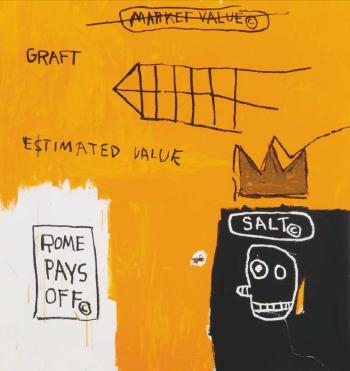 MARKET VALUE©
GRAFT
E$TIMATED VALUE
SALT©
ROME
PAYS
OFF©